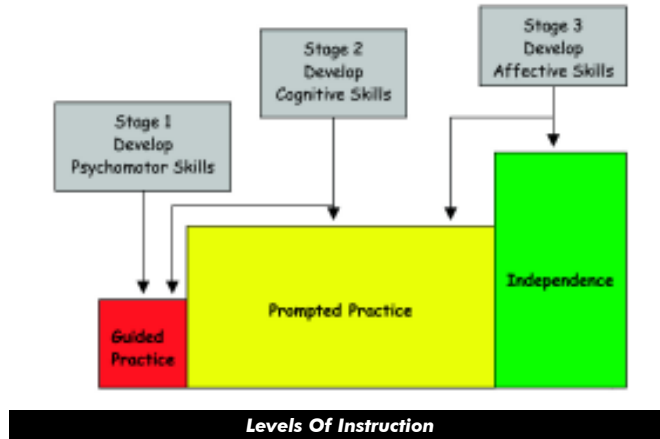 Stage 1
Develop
Psychomotor Skills
Stage 2
Develop
Cognitive Skills
Stage 3
Develop
Affective Skills
Guided
Practice
Prompted Practice
Independence
Levels Of Instruction